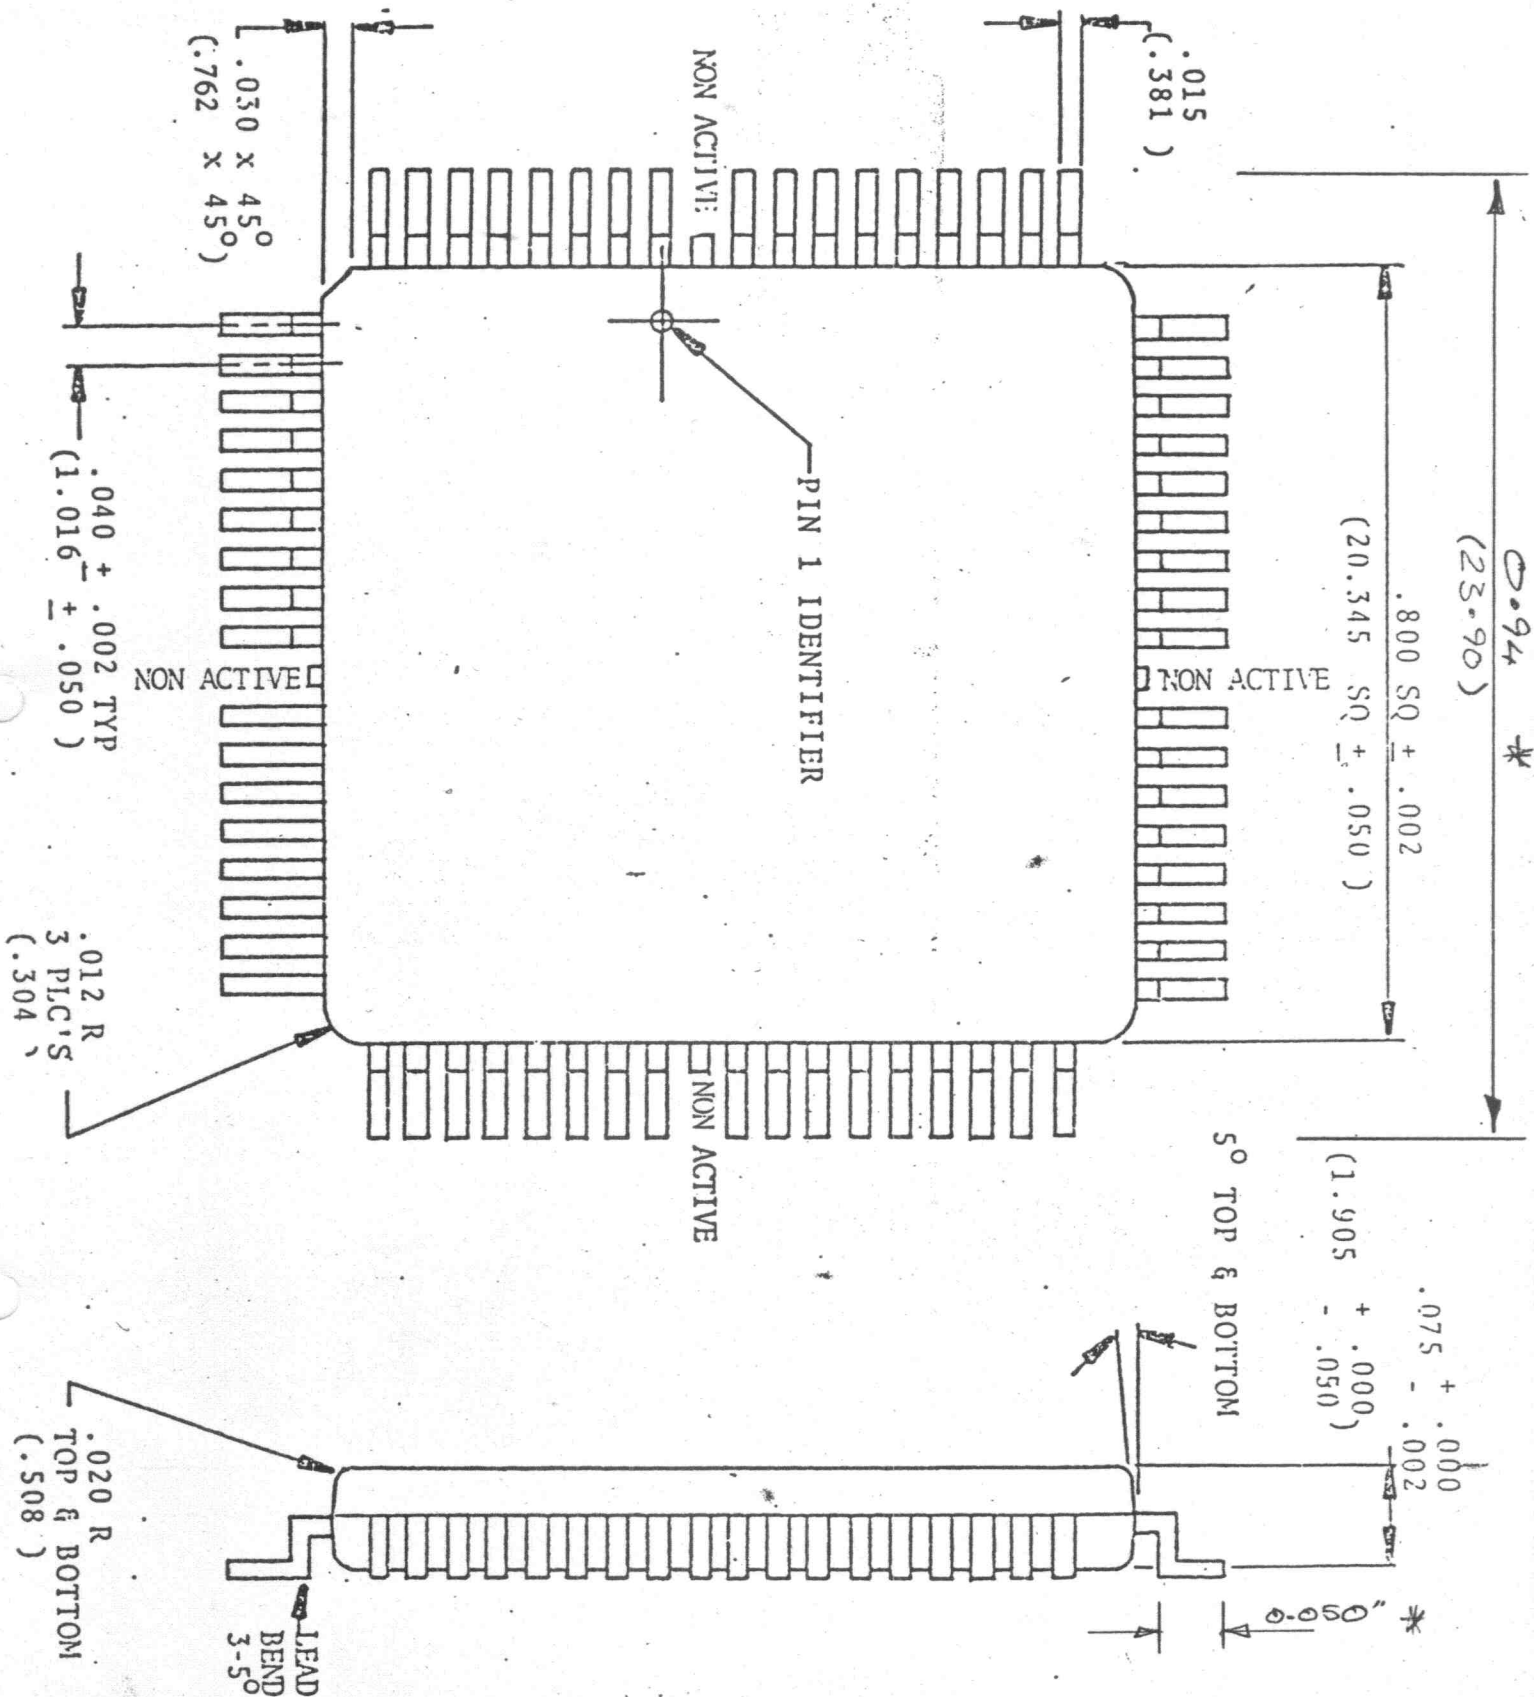 .015
(.381 )
NON ACTIVE
.030 x 45°
(.762 x 45°)
0.94 *
(23.90)
.800 SQ ± .002
(20.345 SQ ± .050 )
PIN 1 IDENTIFIER
.040 ± .002 TYP
(1.016 ± .050 )
NON ACTIVE
NON ACTIVE
.012 R
3 PLC'S
(.304 )
NON ACTIVE
5° TOP & BOTTOM
.075 + .000
- .002
(1.905 + .000
- .050)
.020 R
TOP & BOTTOM
(.508 )
LEAD
BEND
3-5°
0.050" *